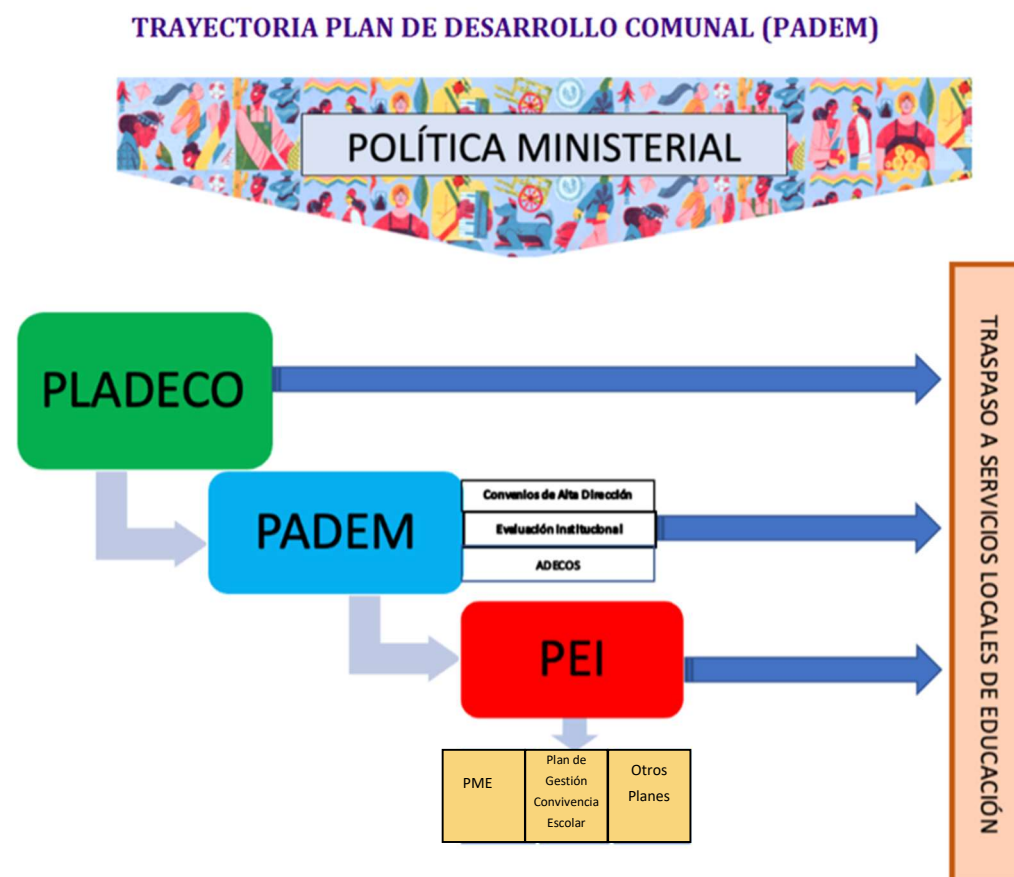 TRAYECTORIA PLAN DE DESARROLLO COMUNAL (PADEM)
POLÍTICA MINISTERIAL
PLADECO
PADEM
Convenios de Alta Dirección
Evaluación Institucional
ADECOS
PEI
PME
Plan de
Gestión
Convivencia
Escolar
Otros
Planes
TRASPASO A SERVICIOS LOCALES DE EDUCACIÓN